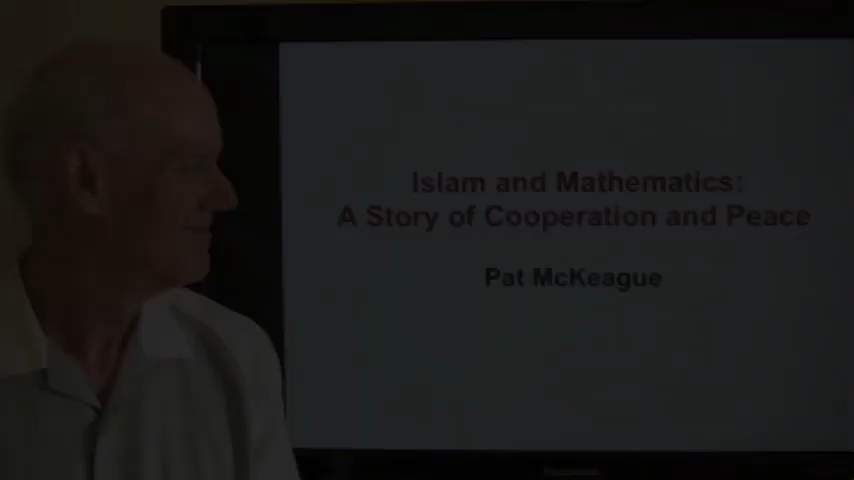 Islam and Mathematics:
A Story of Cooperation and Peace
Pat McKeague